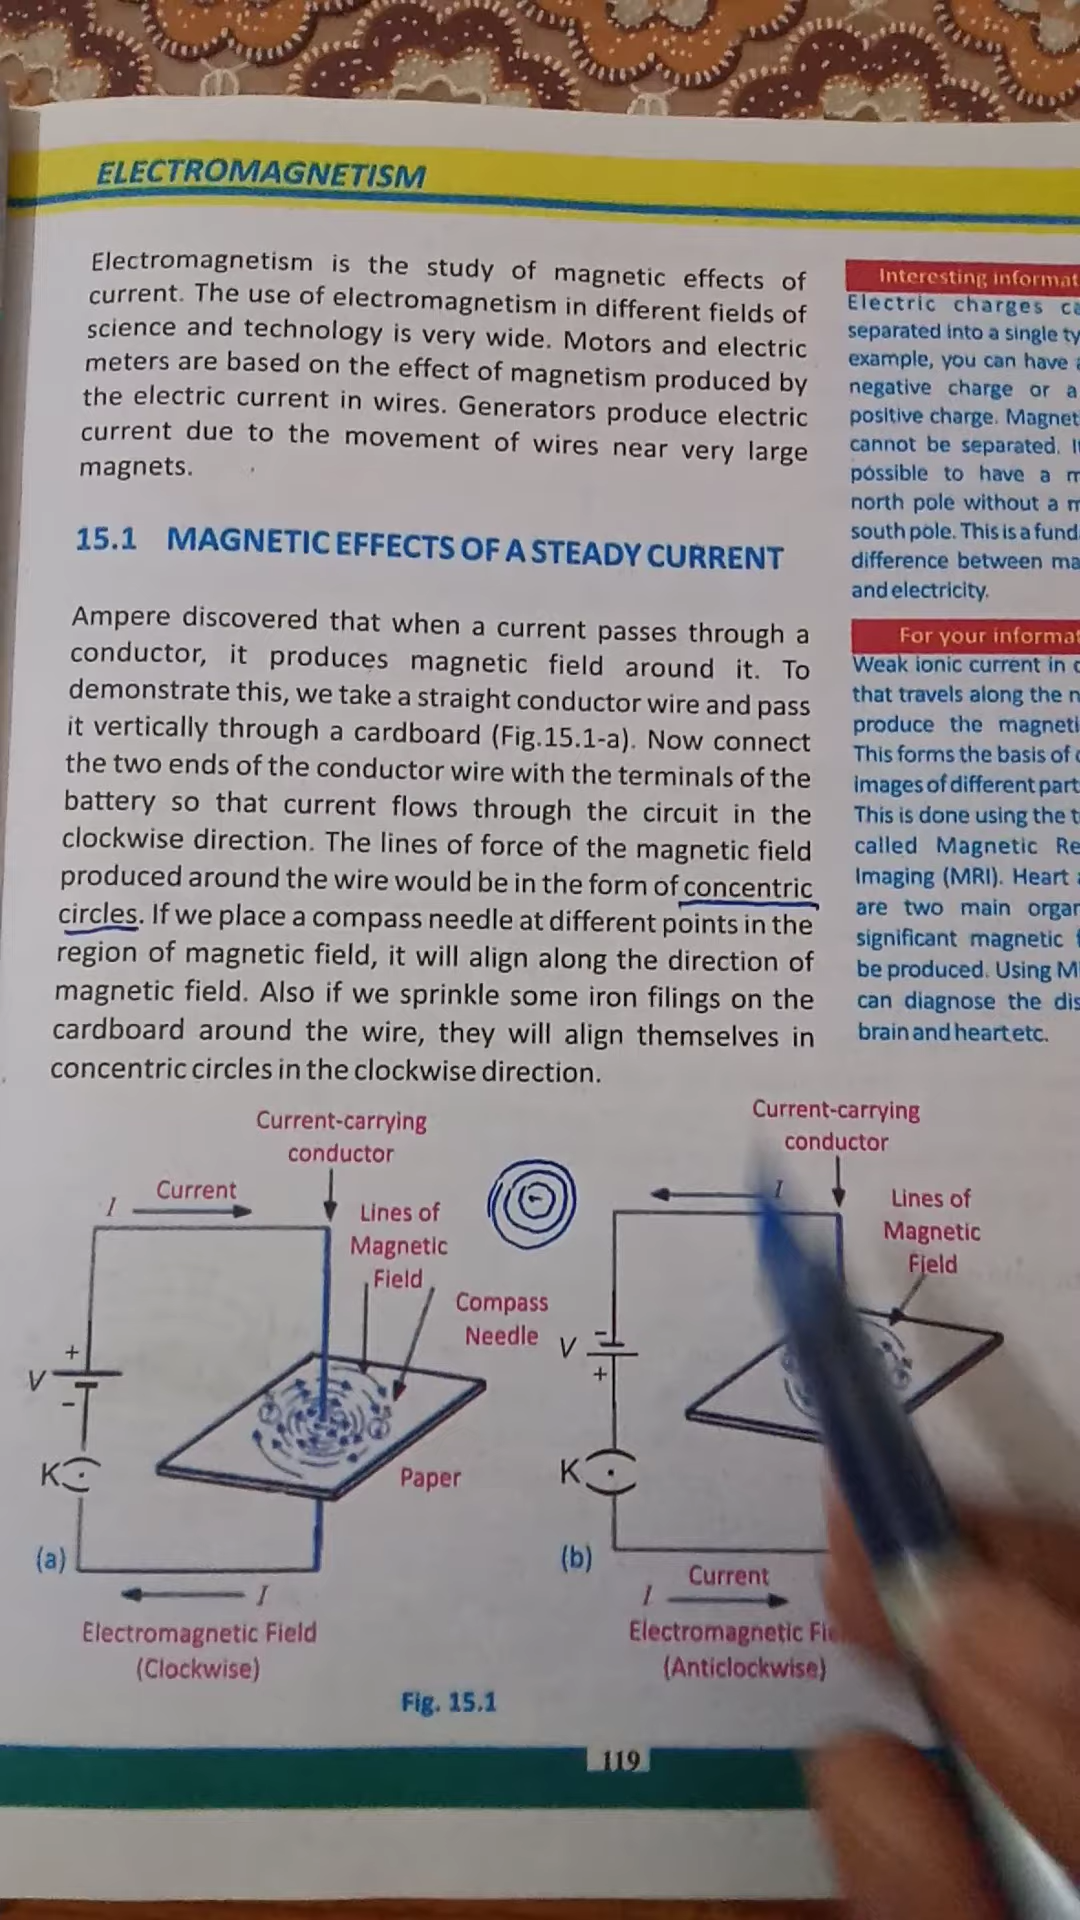 ELECTROMAGNETISM
Electromagnetism is the study of magnetic effects of
current. The use of electromagnetism in different fields of
science and technology is very wide. Motors and electric
meters are based on the effect of magnetism produced by
the electric current in wires. Generators produce electric
current due to the movement of wires near very large
magnets.
15.1 MAGNETIC EFFECTS OF A STEADY CURRENT
Ampere discovered that when a current passes through a
conductor, it produces magnetic field around it. To
demonstrate this, we take a straight conductor wire and pass
it vertically through a cardboard (Fig.15.1-a). Now connect
the two ends of the conductor wire with the terminals of the
battery so that current flows through the circuit in the
clockwise direction. The lines of force of the magnetic field
produced around the wire would be in the form of concentric
circles. If we place a compass needle at different points in the
region of magnetic field, it will align along the direction of
magnetic field. Also if we sprinkle some iron filings on the
cardboard around the wire, they will align themselves in
concentric circles in the clockwise direction.
Interesting informat
Electric charges ca
separated into a single ty
example, you can have a
negative charge or a
positive charge. Magnet
cannot be separated. It
possible to have a m
north pole without a m
south pole. This is a fund
difference between ma
and electricity.
For your informat
Weak ionic current in
that travels along the n
produce the magneti
This forms the basis of
images of different part
This is done using the t
called Magnetic Re
Imaging (MRI). Heart a
are two main organ
significant magnetic f
be produced. Using M
can diagnose the dis
brain and heart etc.
Current-carrying
conductor
I Current
Lines of
Magnetic
Field
Compass
Needle
+
V
-
K
Paper
(a)
I
Electromagnetic Field
(Clockwise)
Current-carrying
conductor
I
Lines of
Magnetic
Field
V
-
+
K
(b)
Current
I
Electromagnetic Fie
(Anticlockwise)
Fig. 15.1
119